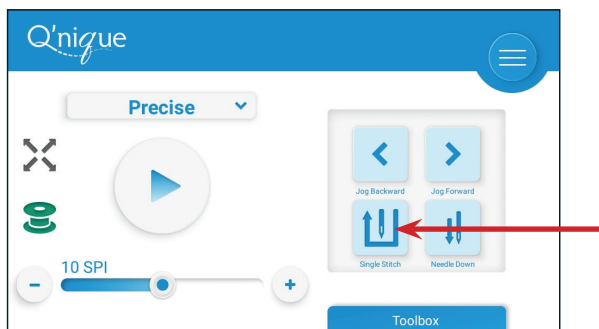 Q'nique
Precise
Jog Backward
Jog Forward
10 SPI
Single Stitch
Needle Down
Toolbox